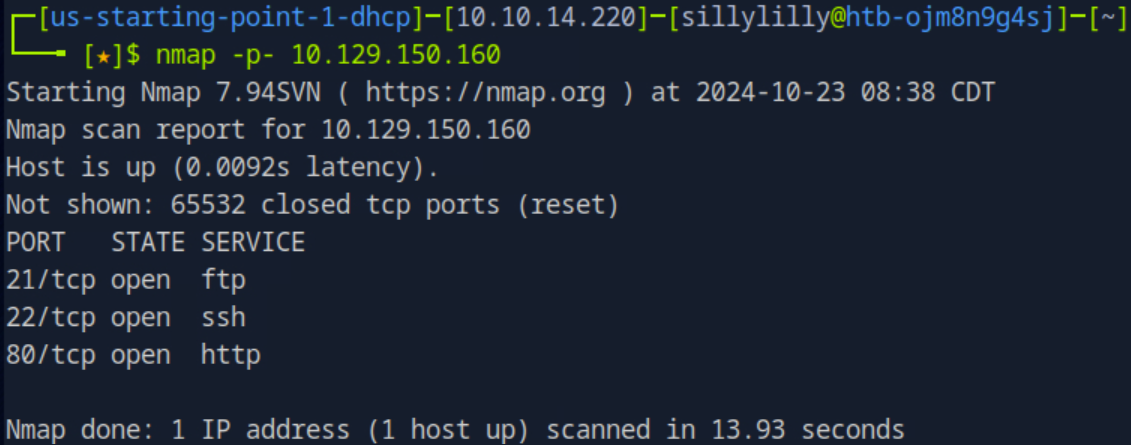 ┌─[us-starting-point-1-dhcp]─[10.10.14.220]─[sillylilly@htb-ojm8n9g4sj]─[~]
└──╼ [★]$ nmap -p- 10.129.150.160
Starting Nmap 7.94SVN ( https://nmap.org ) at 2024-10-23 08:38 CDT
Nmap scan report for 10.129.150.160
Host is up (0.0092s latency).
Not shown: 65532 closed tcp ports (reset)
PORT   STATE SERVICE
21/tcp open  ftp
22/tcp open  ssh
80/tcp open  http
Nmap done: 1 IP address (1 host up) scanned in 13.93 seconds